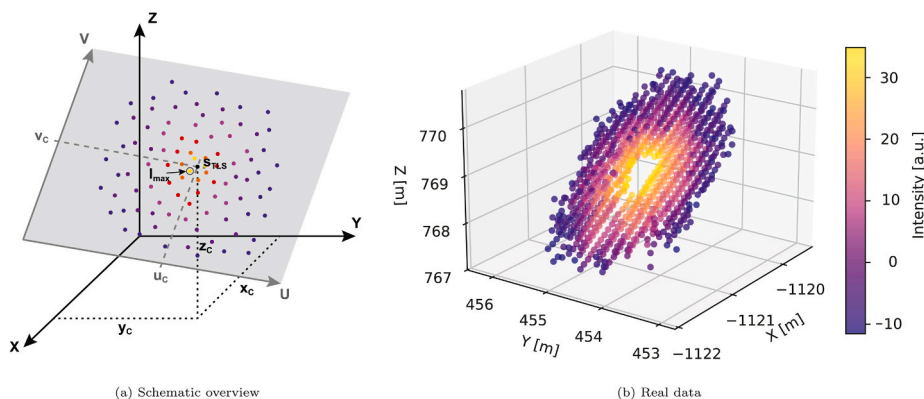 Z
V
v_C
S_TLS
I_max
Y
z_C
u_C
x_C
U
y_C
X
(a) Schematic overview
770
769
768
767
Z [m]
456
455
454
453
Y [m]
−1122
−1121
−1120
X [m]
30
20
10
0
−10
Intensity [a.u.]
(b) Real data